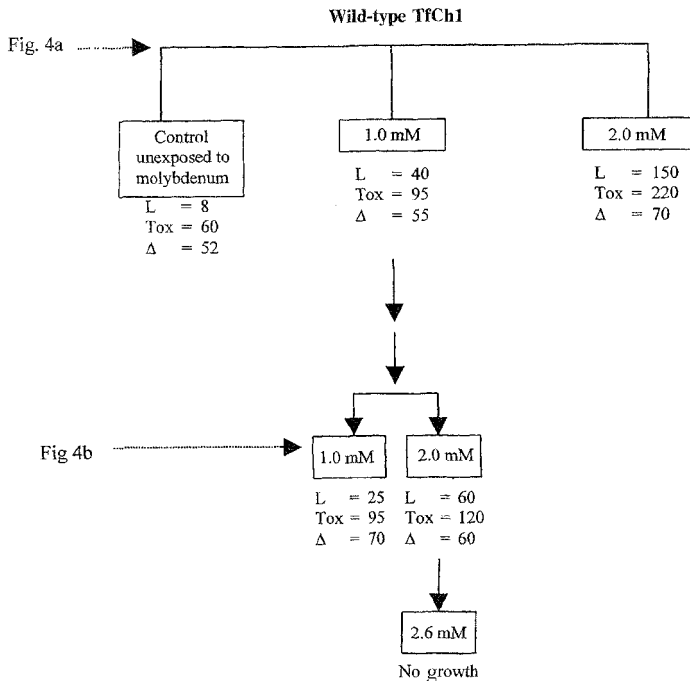 Wild-type TfCh1
Fig. 4a
Control
unexposed to
molybdenum
L = 8
Tox = 60
Δ = 52
1.0 mM
L = 40
Tox = 95
Δ = 55
2.0 mM
L = 150
Tox = 220
Δ = 70
Fig 4b
1.0 mM
L = 25
Tox = 95
Δ = 70
2.0 mM
L = 60
Tox = 120
Δ = 60
2.6 mM
No growth